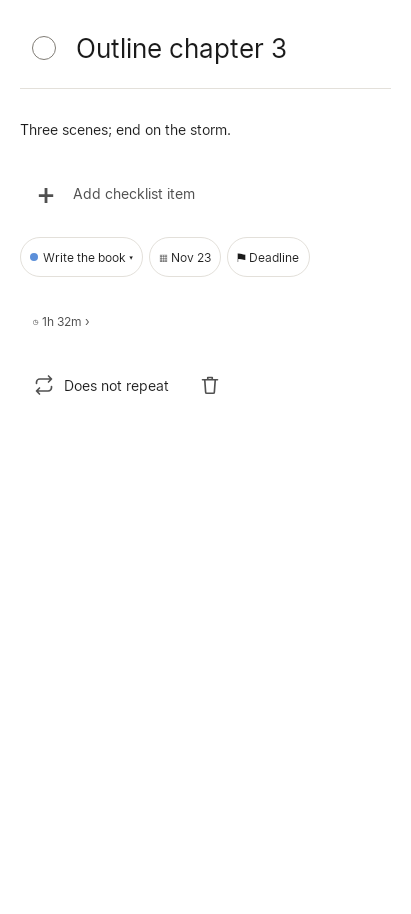 Outline chapter 3
Three scenes; end on the storm.
Add checklist item
Write the book
Nov 23
Deadline
1h 32m ›
Does not repeat